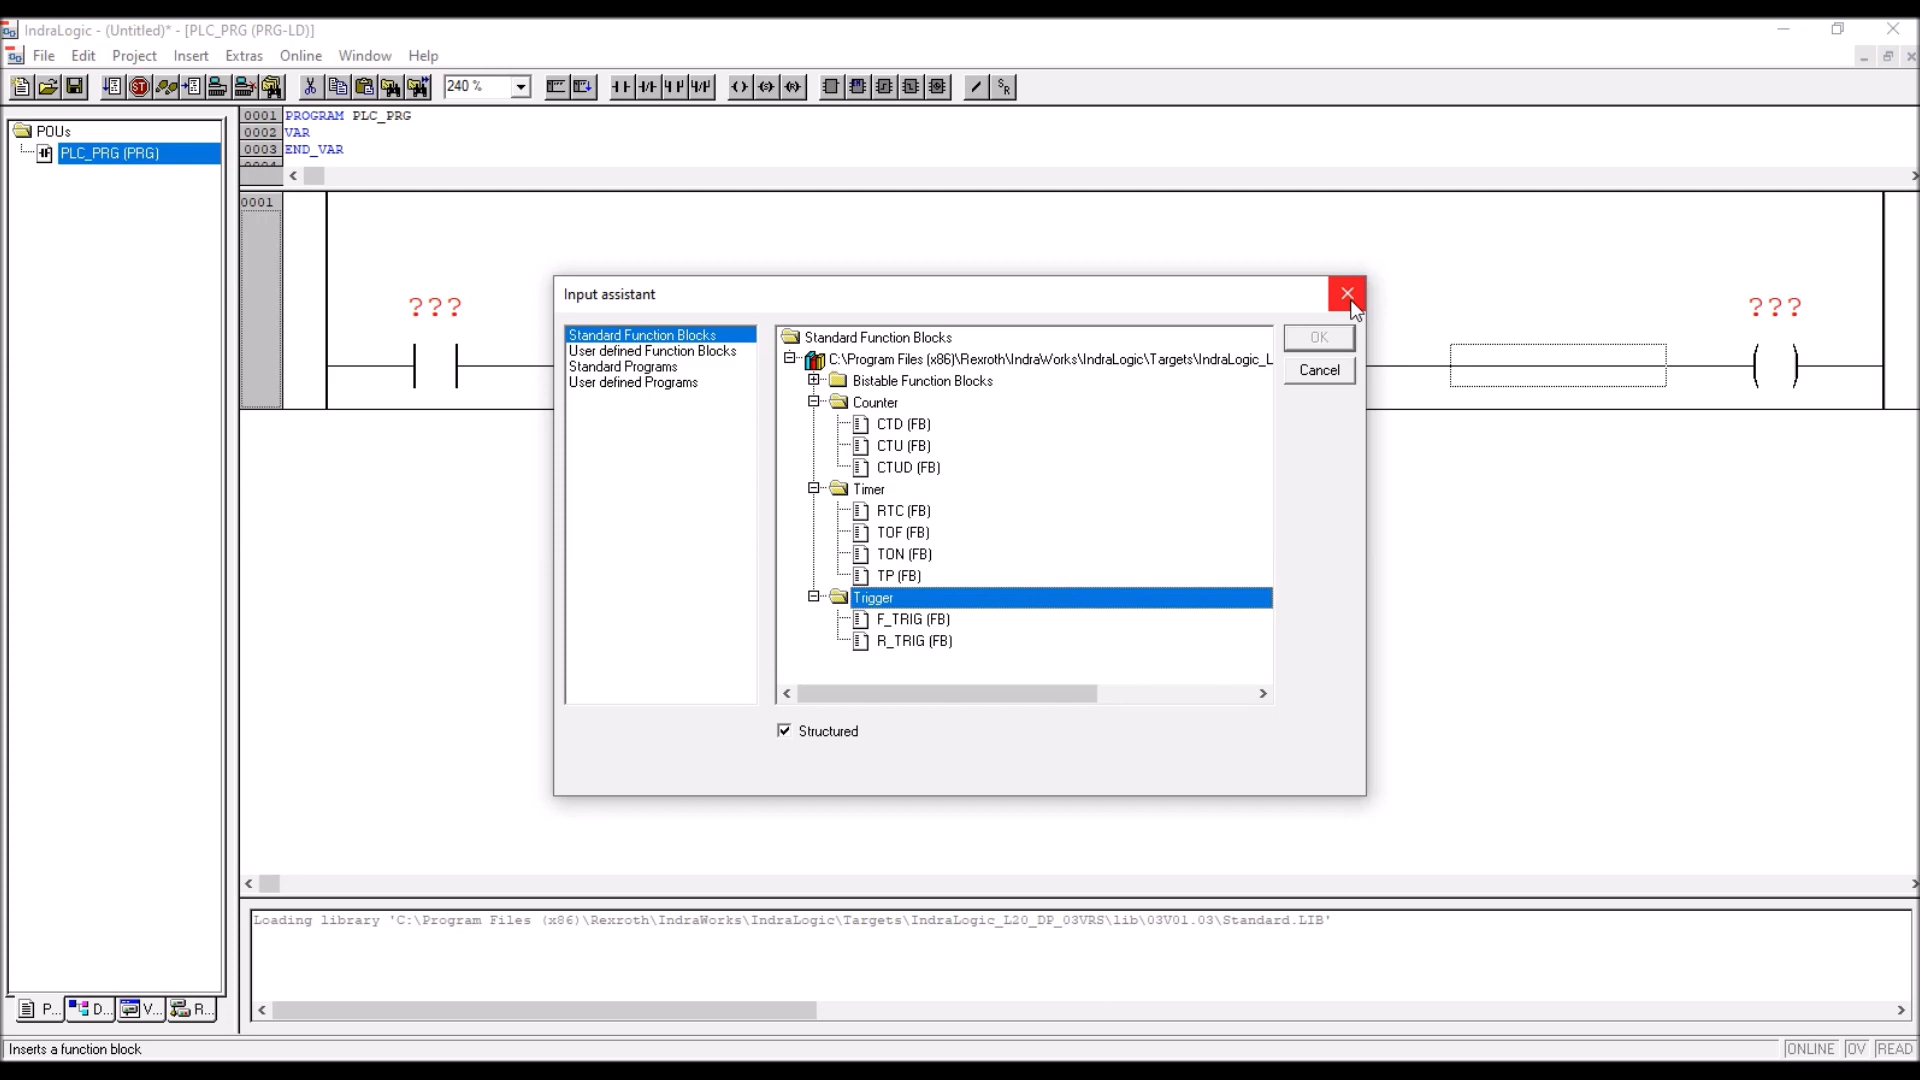 IndraLogic - (Untitled)* - [PLC_PRG (PRG-LD)]
File Edit Project Insert Extras Online Window Help
240 %
POUs
PLC_PRG (PRG)
0001 PROGRAM PLC_PRG
0002 VAR
0003 END_VAR
0001
???
???
Input assistant
Standard Function Blocks
User defined Function Blocks
Standard Programs
User defined Programs
Standard Function Blocks
C:\Program Files (x86)\Rexroth\IndraWorks\IndraLogic\Targets\IndraLogic_L
Bistable Function Blocks
Counter
CTD (FB)
CTU (FB)
CTUD (FB)
Timer
RTC (FB)
TOF (FB)
TON (FB)
TP (FB)
Trigger
F_TRIG (FB)
R_TRIG (FB)
OK
Cancel
Structured
Loading library 'C:\Program Files (x86)\Rexroth\IndraWorks\IndraLogic\Targets\IndraLogic_L20_DP_03VRS\lib\03V01.03\Standard.LIB'
P... D... V... R...
Inserts a function block
ONLINE OV READ